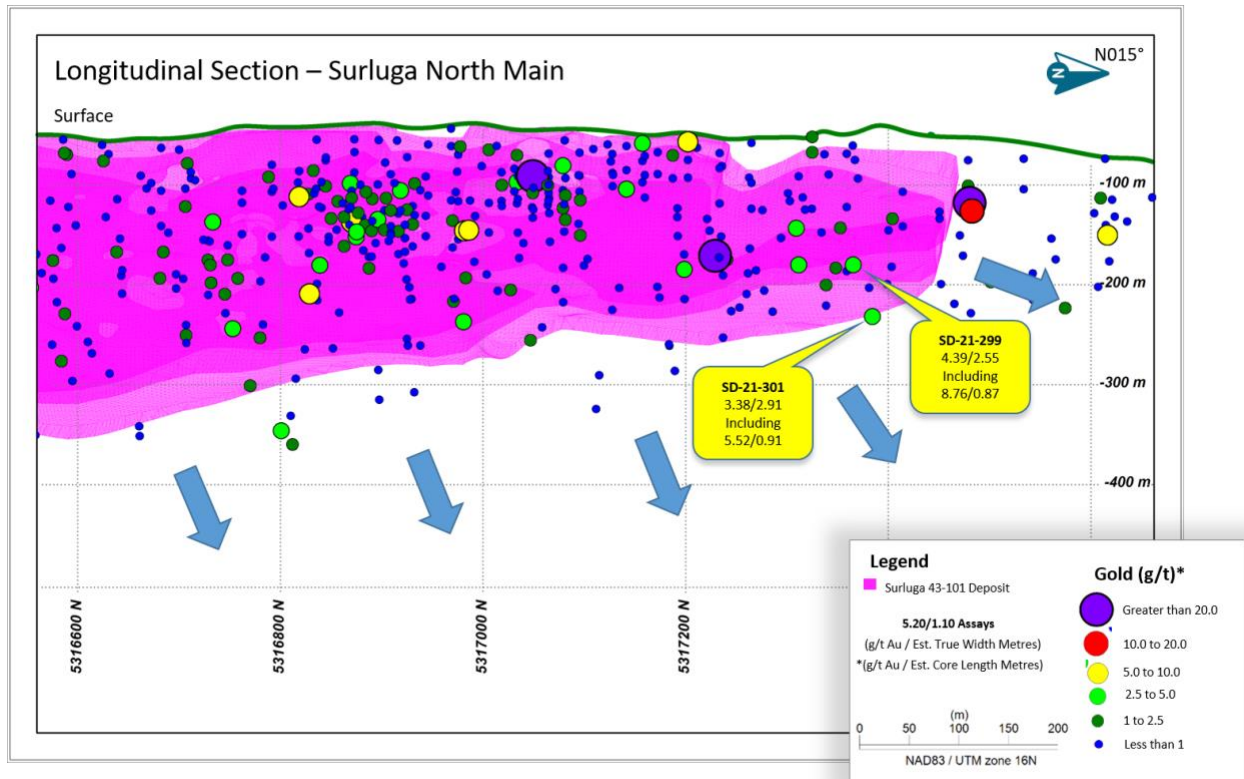 Longitudinal Section – Surluga North Main
N
N015°
Surface
-100 m
-200 m
-300 m
-400 m
SD-21-299
4.39/2.55
Including
8.76/0.87
SD-21-301
3.38/2.91
Including
5.52/0.91
5316600 N
5316800 N
5317000 N
5317200 N
Legend
Surluga 43-101 Deposit
5.20/1.10 Assays
(g/t Au / Est. True Width Metres)
*(g/t Au / Est. Core Length Metres)
(m)
0 50 100 150 200
NAD83 / UTM zone 16N
Gold (g/t)*
Greater than 20.0
10.0 to 20.0
5.0 to 10.0
2.5 to 5.0
1 to 2.5
Less than 1